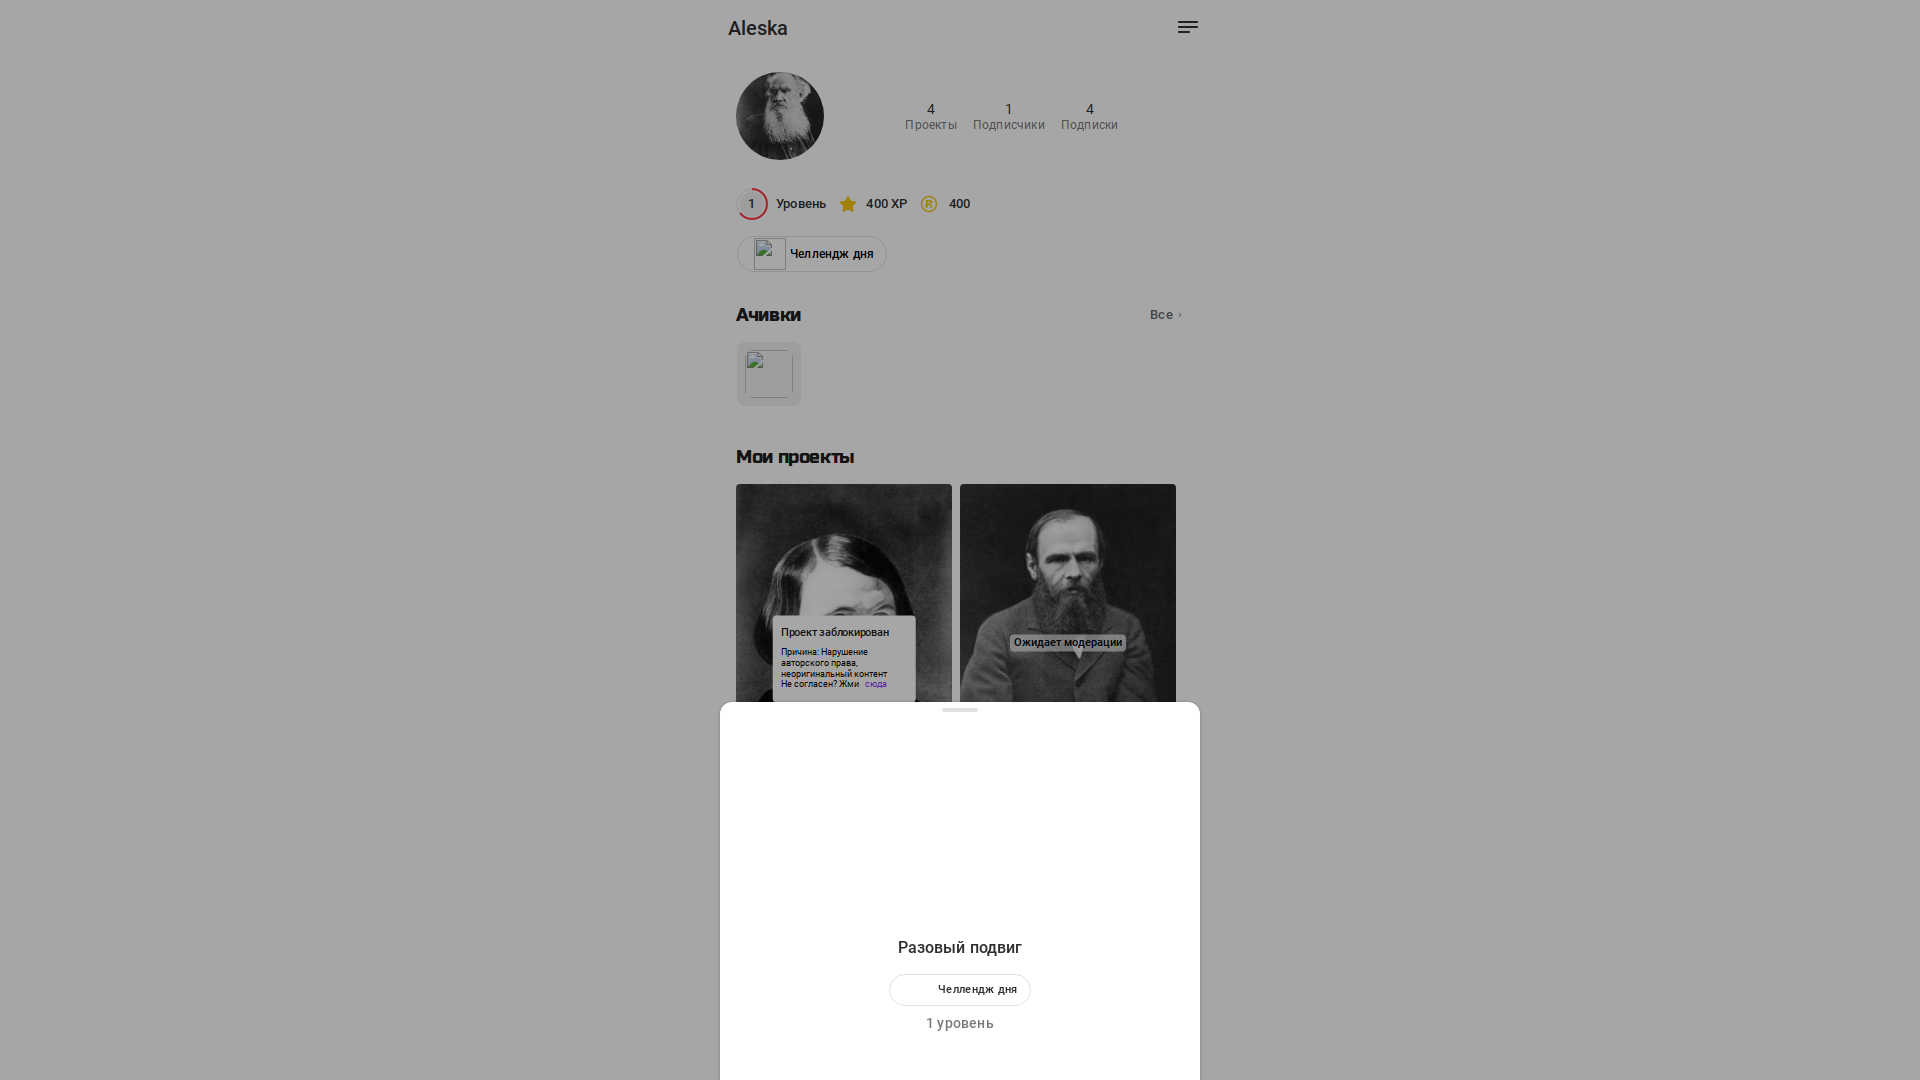 Aleska
4
1
4
Проекты
Подписчики
Подписки
1
Уровень
400 XP
400
Челлендж дня
Ачивки
Все ›
Мои проекты
Проект заблокирован
Причина: Нарушение
авторского права,
неоригинальный контент
Не согласен? Жми сюда
Ожидает модерации
Разовый подвиг
Челлендж дня
1 уровень